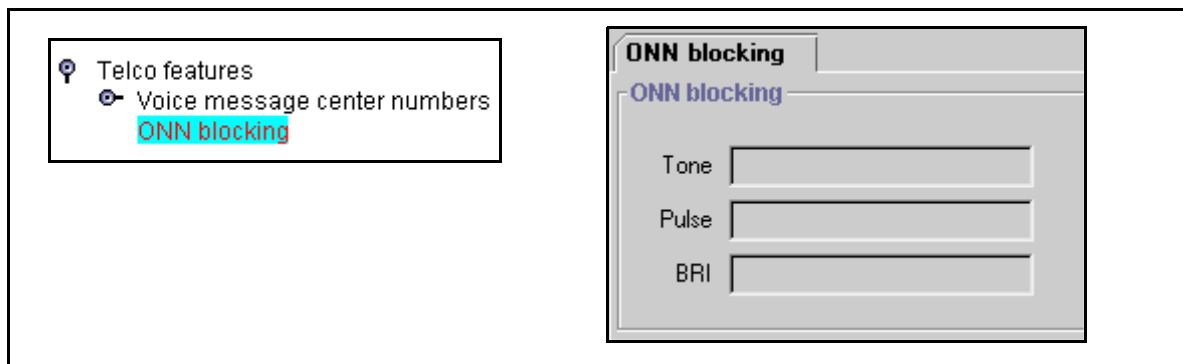 Telco features
Voice message center numbers
ONN blocking
ONN blocking
ONN blocking
Tone
Pulse
BRI